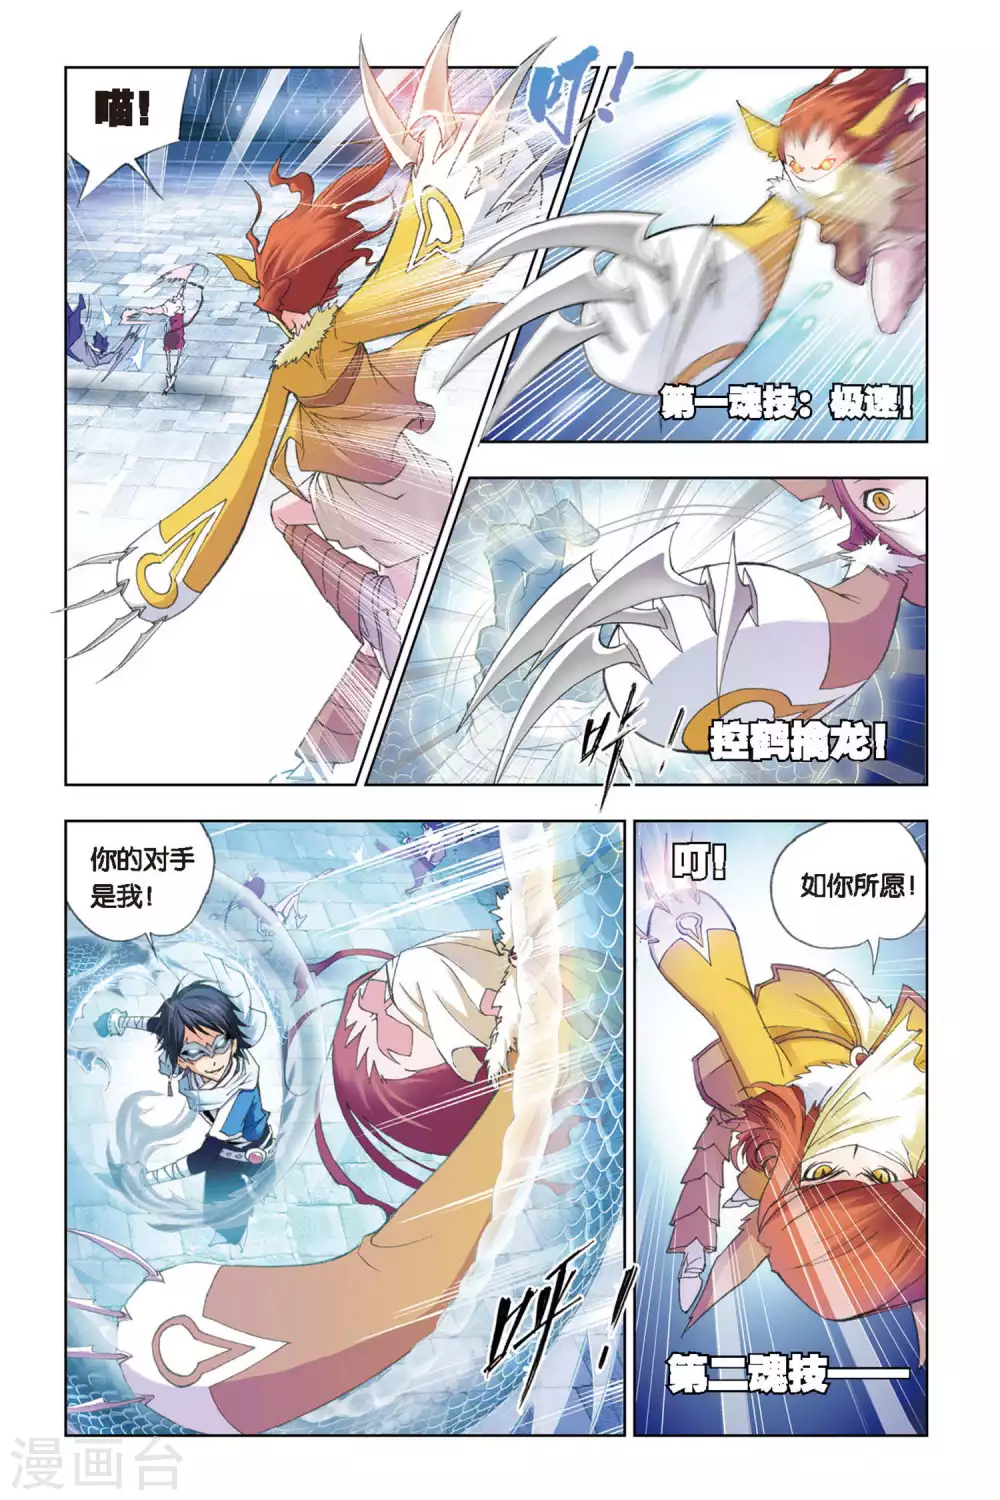 喵！
叮！
第一魂技：极速！
控鹤擒龙！
咔！
你的对手
是我！
呼！
叮！
如你所愿！
第二魂技——
漫画台